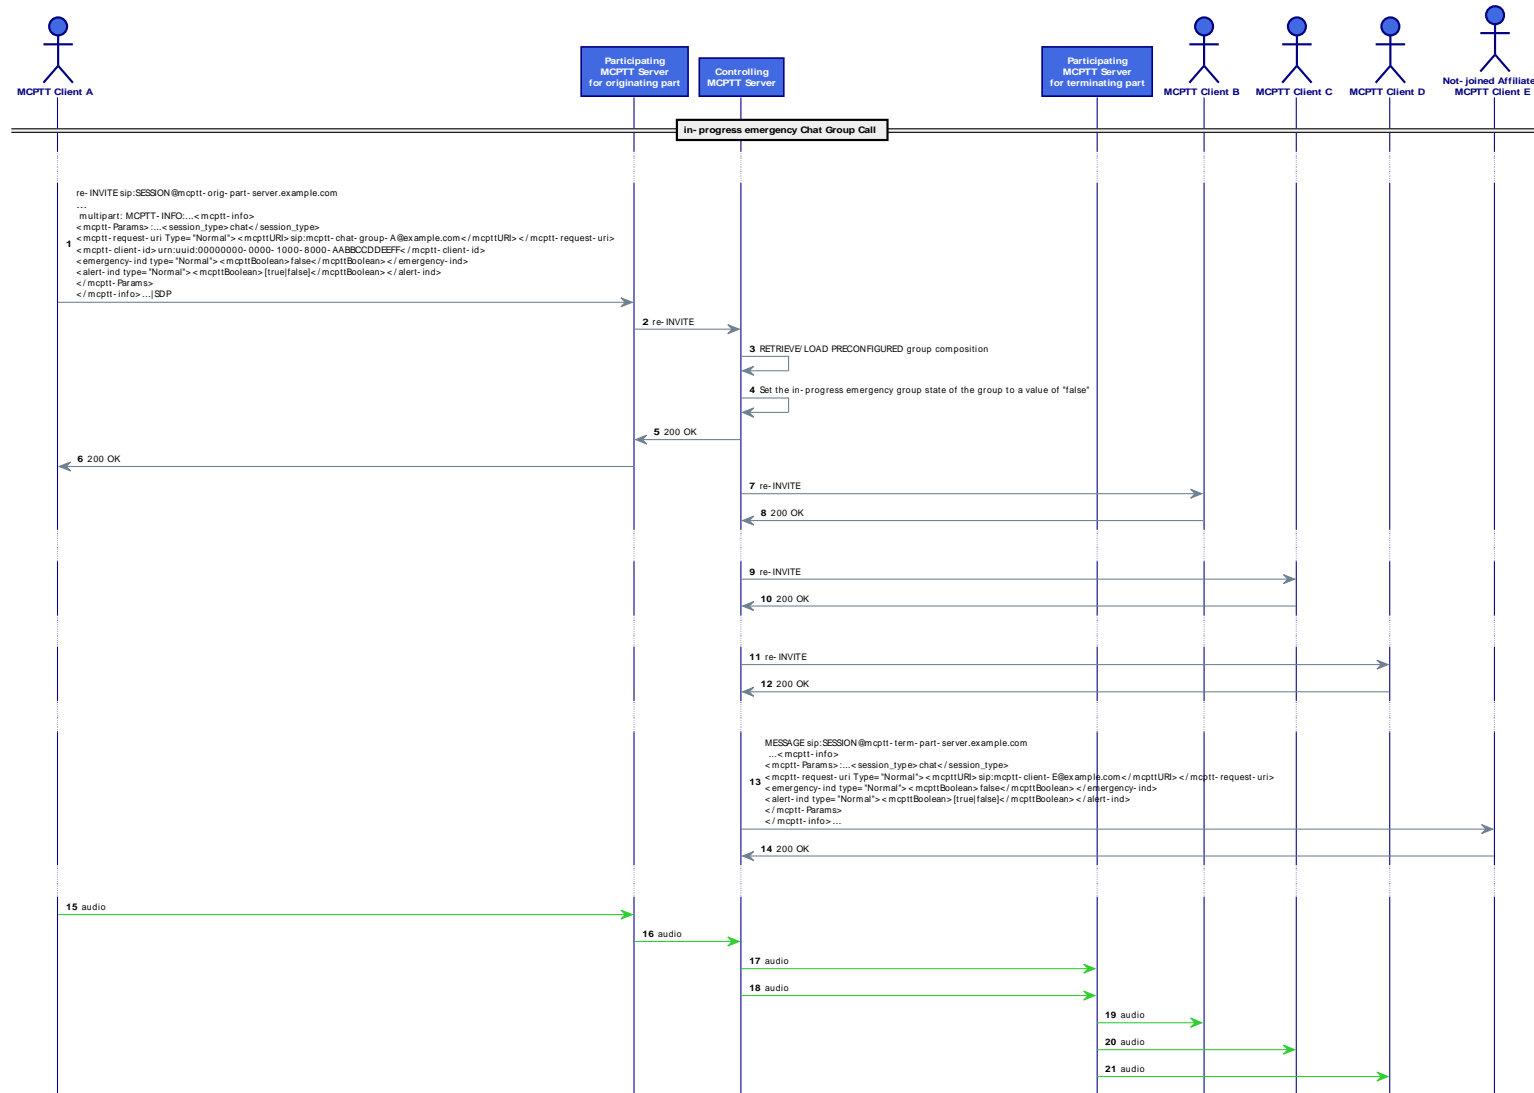 MCPTT Client A
Participating
MCPTT Server
for originating part
Controlling
MCPTT Server
Participating
MCPTT Server
for terminating part
MCPTT Client B
MCPTT Client C
MCPTT Client D
Not-joined Affiliate
MCPTT Client E
in-progress emergency Chat Group Call
re-INVITE sip:SESSION@mcptt-orig-part-server.example.com
...
multipart: MCPTT-INFO:...<mcptt-info>
<mcptt-Params>:...<session_type>chat</session_type>
<mcptt-request-uri Type="Normal"><mcpttURI>sip:mcptt-chat-group-A@example.com</mcpttURI></mcptt-request-uri>
1 <mcptt-client-id>urn:uuid:00000000-0000-1000-8000-AABBCCDDEEFF</mcptt-client-id>
<emergency-ind type="Normal"><mcpttBoolean>false</mcpttBoolean></emergency-ind>
<alert-ind type="Normal"><mcpttBoolean>[true|false]</mcpttBoolean></alert-ind>
</mcptt-Params>
</mcptt-info>...|SDP
2 re-INVITE
3 RETRIEVE/LOAD PRECONFIGURED group composition
4 Set the in-progress emergency group state of the group to a value of "false"
5 200 OK
6 200 OK
7 re-INVITE
8 200 OK
9 re-INVITE
10 200 OK
11 re-INVITE
12 200 OK
MESSAGE sip:SESSION@mcptt-term-part-server.example.com
...<mcptt-info>
<mcptt-Params>:...<session_type>chat</session_type>
<mcptt-request-uri Type="Normal"><mcpttURI>sip:mcptt-client-E@example.com</mcpttURI></mcptt-request-uri>
13 <emergency-ind type="Normal"><mcpttBoolean>false</mcpttBoolean></emergency-ind>
<alert-ind type="Normal"><mcpttBoolean>[true|false]</mcpttBoolean></alert-ind>
</mcptt-Params>
</mcptt-info>...
14 200 OK
15 audio
16 audio
17 audio
18 audio
19 audio
20 audio
21 audio